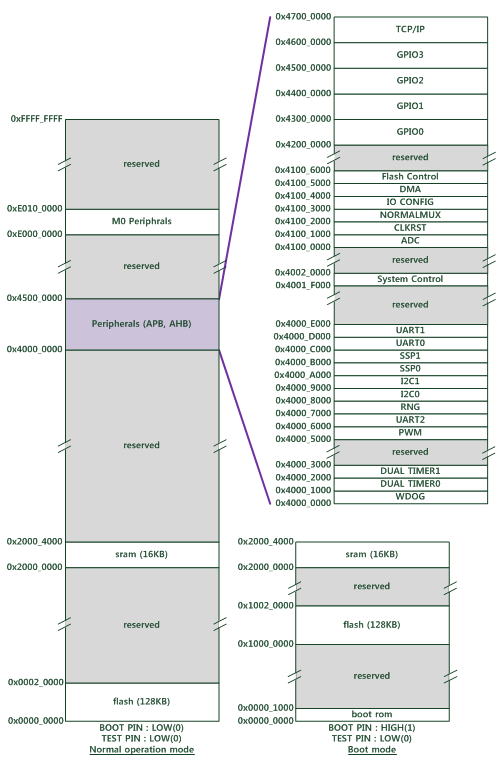 0xFFFF_FFFF
reserved
0xE010_0000
M0 Periphrals
0xE000_0000
reserved
0x4500_0000
Peripherals (APB, AHB)
0x4000_0000
reserved
0x2000_4000
sram (16KB)
0x2000_0000
reserved
0x0002_0000
flash (128KB)
0x0000_0000
BOOT PIN : LOW(0)
TEST PIN : LOW(0)
Normal operation mode
0x4700_0000
TCP/IP
0x4600_0000
GPIO3
0x4500_0000
GPIO2
0x4400_0000
GPIO1
0x4300_0000
GPIO0
0x4200_0000
reserved
0x4100_6000
Flash Control
0x4100_5000
DMA
0x4100_4000
IO CONFIG
0x4100_3000
NORMALMUX
0x4100_2000
CLKRST
0x4100_1000
ADC
0x4100_0000
reserved
0x4002_0000
System Control
0x4001_F000
reserved
0x4000_E000
UART1
0x4000_D000
UART0
0x4000_C000
SSP1
0x4000_B000
SSP0
0x4000_A000
I2C1
0x4000_9000
I2C0
0x4000_8000
RNG
0x4000_7000
UART2
0x4000_6000
PWM
0x4000_5000
reserved
0x4000_3000
DUAL TIMER1
0x4000_2000
DUAL TIMER0
0x4000_1000
WDOG
0x4000_0000
0x2000_4000
sram (16KB)
0x2000_0000
reserved
0x1002_0000
flash (128KB)
0x1000_0000
reserved
0x0000_1000
boot rom
0x0000_0000
BOOT PIN : HIGH(1)
TEST PIN : LOW(0)
Boot mode